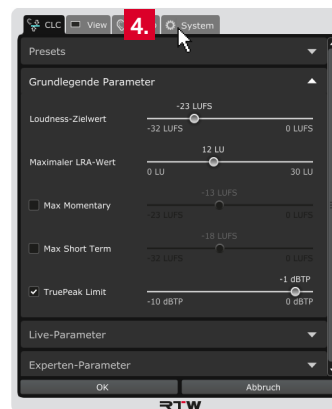 CLC View 4. System
Presets
Grundlegende Parameter
-23 LUFS
Loudness-Zielwert
-32 LUFS 0 LUFS
12 LU
Maximaler LRA-Wert
0 LU 30 LU
-13 LUFS
Max Momentary
-23 LUFS 0 LUFS
-18 LUFS
Max Short Term
-32 LUFS 0 LUFS
-1 dBTP
TruePeak Limit
-10 dBTP 0 dBTP
Live-Parameter
Experten-Parameter
OK Abbruch
RTW